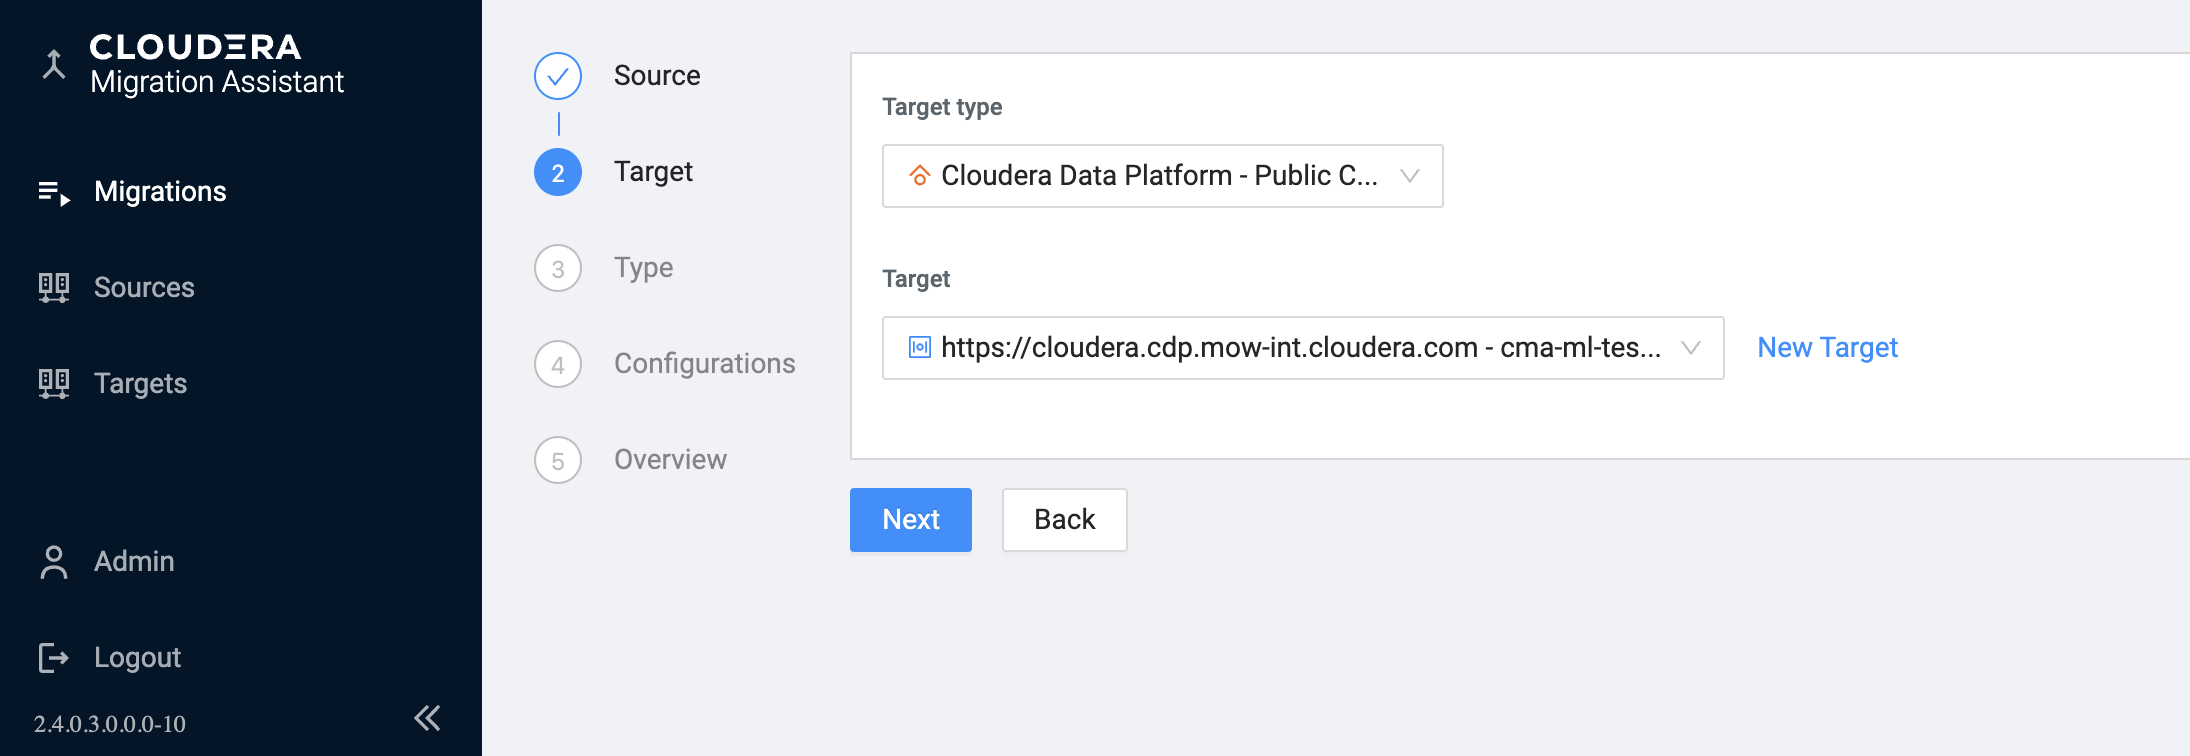 CLOUDERA
Migration Assistant
Migrations
Sources
Targets
Admin
Logout
2.4.0.3.0.0.0-10
Source
2 Target
3 Type
4 Configurations
5 Overview
Target type
Cloudera Data Platform - Public C...
Target
https://cloudera.cdp.mow-int.cloudera.com - cma-ml-tes...
New Target
Next
Back